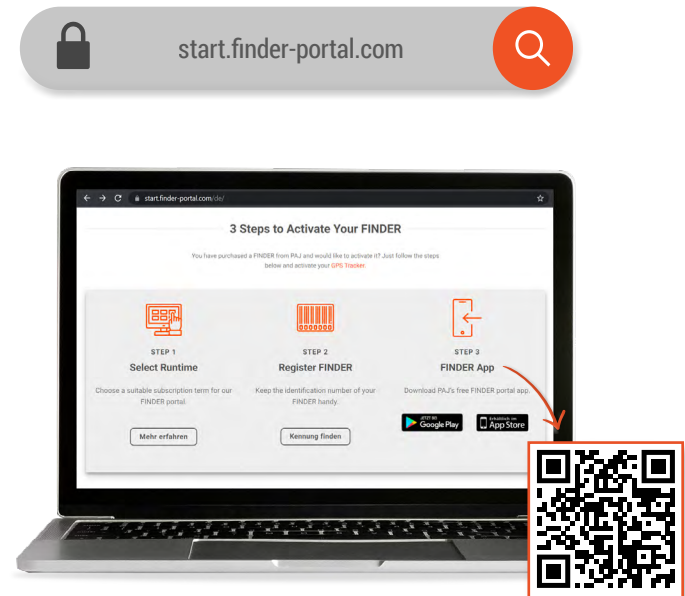 start.finder-portal.com
start.finder-portal.com/de/
3 Steps to Activate Your FINDER
You have purchased a FINDER from PAJ and would like to activate it? Just follow the steps
below and activate your GPS Tracker.
STEP 1
Select Runtime
Choose a suitable subscription term for our
FINDER portal.
Mehr erfahren
STEP 2
Register FINDER
Keep the identification number of your
FINDER handy.
Kennung finden
STEP 3
FINDER App
Download PAJ's free FINDER portal app.
JETZT BEI
Google Play
Erhältlich im
App Store